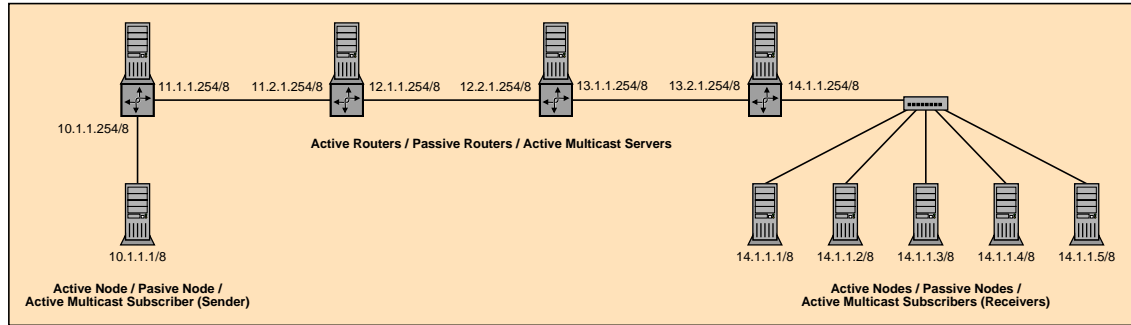 11.1.1.254/8 11.2.1.254/8 12.1.1.254/8 12.2.1.254/8 13.1.1.254/8 13.2.1.254/8 14.1.1.254/8
10.1.1.254/8
Active Routers / Passive Routers / Active Multicast Servers
10.1.1.1/8 14.1.1.1/8 14.1.1.2/8 14.1.1.3/8 14.1.1.4/8 14.1.1.5/8
Active Node / Pasive Node /
Active Multicast Subscriber (Sender)
Active Nodes / Passive Nodes /
Active Multicast Subscribers (Receivers)